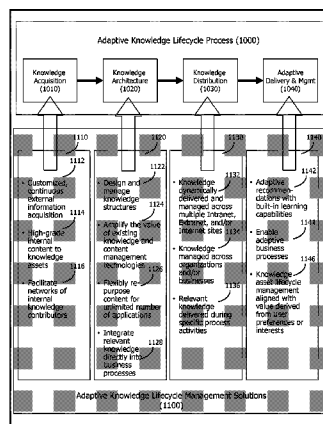 Adaptive Knowledge Lifecycle Process (1000)
Knowledge
Acquisition
(1010)
Knowledge
Architecture
(1020)
Knowledge
Distribution
(1030)
Adaptive
Delivery & Mgmt
(1040)
1110
1112
• Customized,
continuous
external
information
acquisition
1114
• High-grade
internal
content to
knowledge
assets
1116
• Facilitate
networks of
internal
knowledge
contributors
1120
1122
• Design and
manage
knowledge
structures
1124
• Amplify the value
of existing
knowledge and
content
management
technologies
1126
• Flexibly re-
purpose
content for
unlimited number
of applications
• Integrate
relevant
knowledge 1128
directly into
business
processes
1130
1132
• Knowledge
dynamically
delivered and
managed across
multiple Intranet,
Extranet, and/or
Internet sites
1134
• Knowledge
managed across
organizations
and/or
businesses
1136
• Relevant
knowledge
delivered during
specific process
activities
1140
1142
• Adaptive
recommen-
dations with
built-in learning
capabilities
1144
• Enable
adaptive
business
processes
1146
• Knowledge
asset lifecycle
management
aligned with
value derived
from user
preferences or
interests
Adaptive Knowledge Lifecycle Management Solutions
(1100)